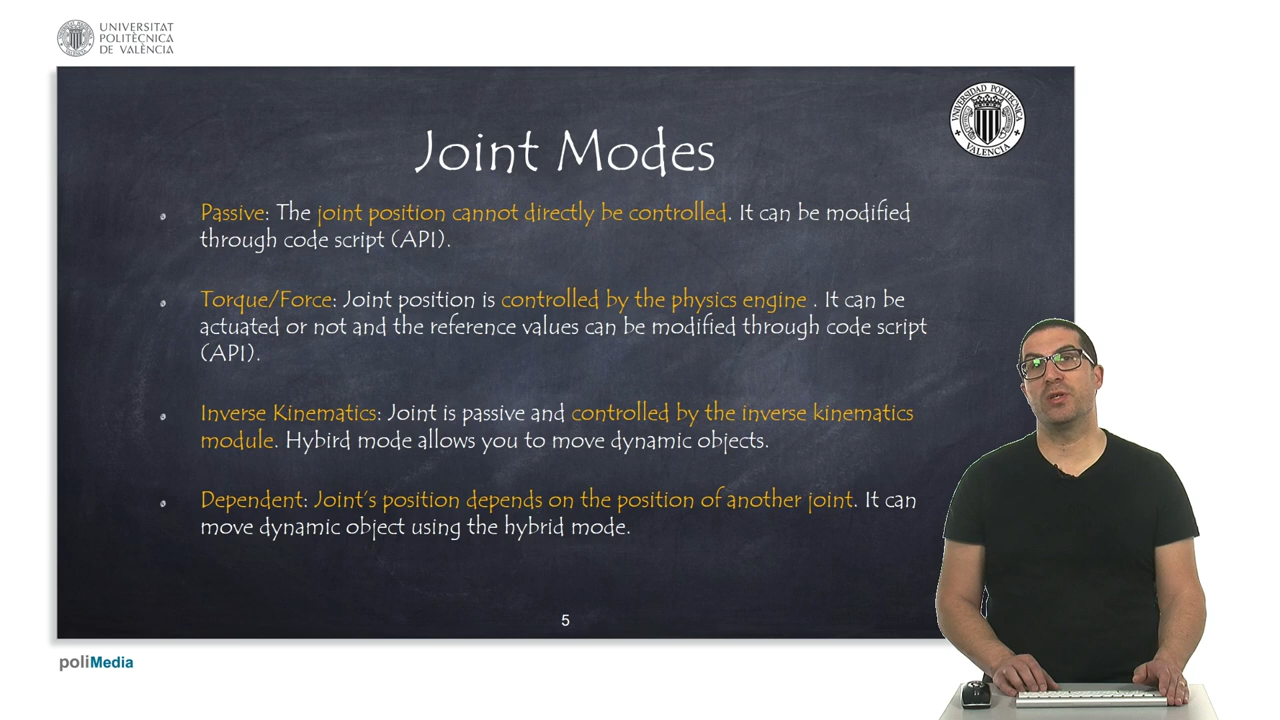 UNIVERSITAT
POLITÈCNICA
DE VALÈNCIA
UNIVERSIDAD POLITECNICA
VALENCIA
Joint Modes
Passive: The joint position cannot directly be controlled. It can be modified
through code script (API).
Torque/Force: Joint position is controlled by the physics engine . It can be
actuated or not and the reference values can be modified through code script
(API).
Inverse Kinematics: Joint is passive and controlled by the inverse kinematics
module. Hybird mode allows you to move dynamic objects.
Dependent: Joint's position depends on the position of another joint. It can
move dynamic object using the hybrid mode.
5
poliMedia